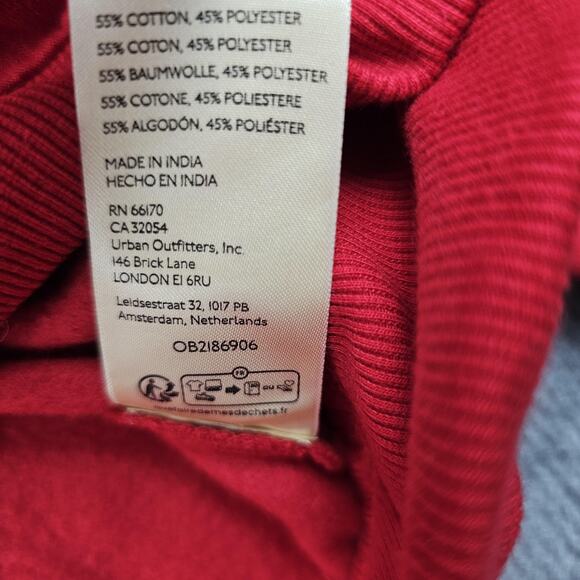 55% COTTON, 45% POLYESTER
55% COTON, 45% POLYESTER
55% BAUMWOLLE, 45% POLYESTER
55% COTONE, 45% POLIESTERE
55% ALGODÓN, 45% POLIÉSTER
MADE IN INDIA
HECHO EN INDIA
RN 66170
CA 32054
Urban Outfitters, Inc.
146 Brick Lane
LONDON E1 6RU
Leidsestraat 32, 1017 PB
Amsterdam, Netherlands
OB2186906
FR
OU